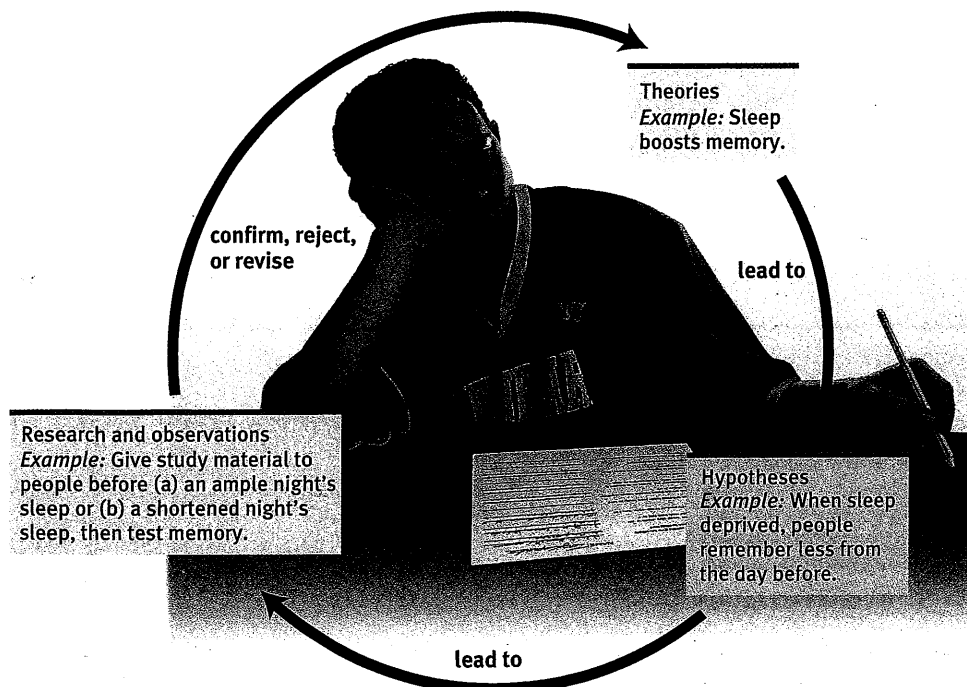 Theories
Example: Sleep
boosts memory.
confirm, reject,
or revise
lead to
Research and observations
Example: Give study material to
people before (a) an ample night's
sleep or (b) a shortened night's
sleep, then test memory.
Hypotheses
Example: When sleep
deprived, people
remember less from
the day before.
lead to